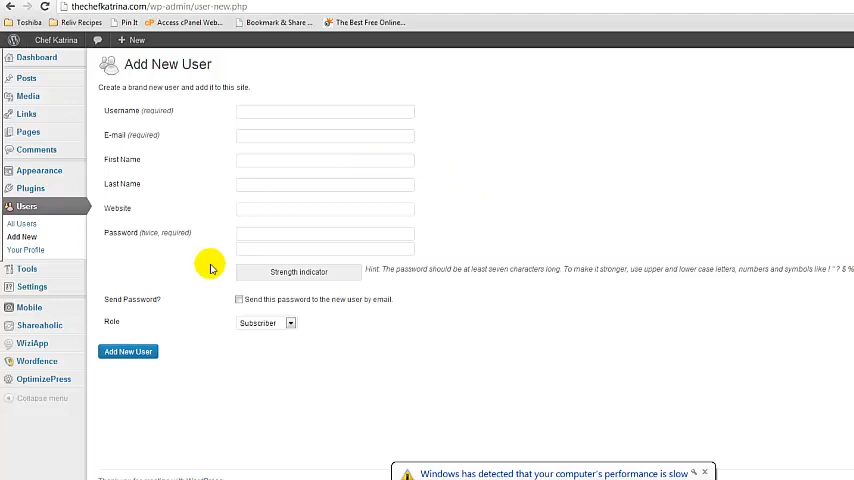 thechefkatrina.com/wp-admin/user-new.php
Toshiba Reliv Recipes Pin It Access cPanel Web... Bookmark & Share ... The Best Free Online...
Chef Katrina + New
Dashboard
Posts
Media
Links
Pages
Comments
Appearance
Plugins
Users
All Users
Add New
Your Profile
Tools
Settings
Mobile
Shareaholic
WiziApp
Wordfence
OptimizePress
Collapse menu
Add New User
Create a brand new user and add it to this site.
Username (required)
E-mail (required)
First Name
Last Name
Website
Password (twice, required)
Strength indicator
Hint: The password should be at least seven characters long. To make it stronger, use upper and lower case letters, numbers and symbols like ! " ? $ %
Send Password?
Send this password to the new user by email.
Role
Subscriber
Add New User
Windows has detected that your computer's performance is slow